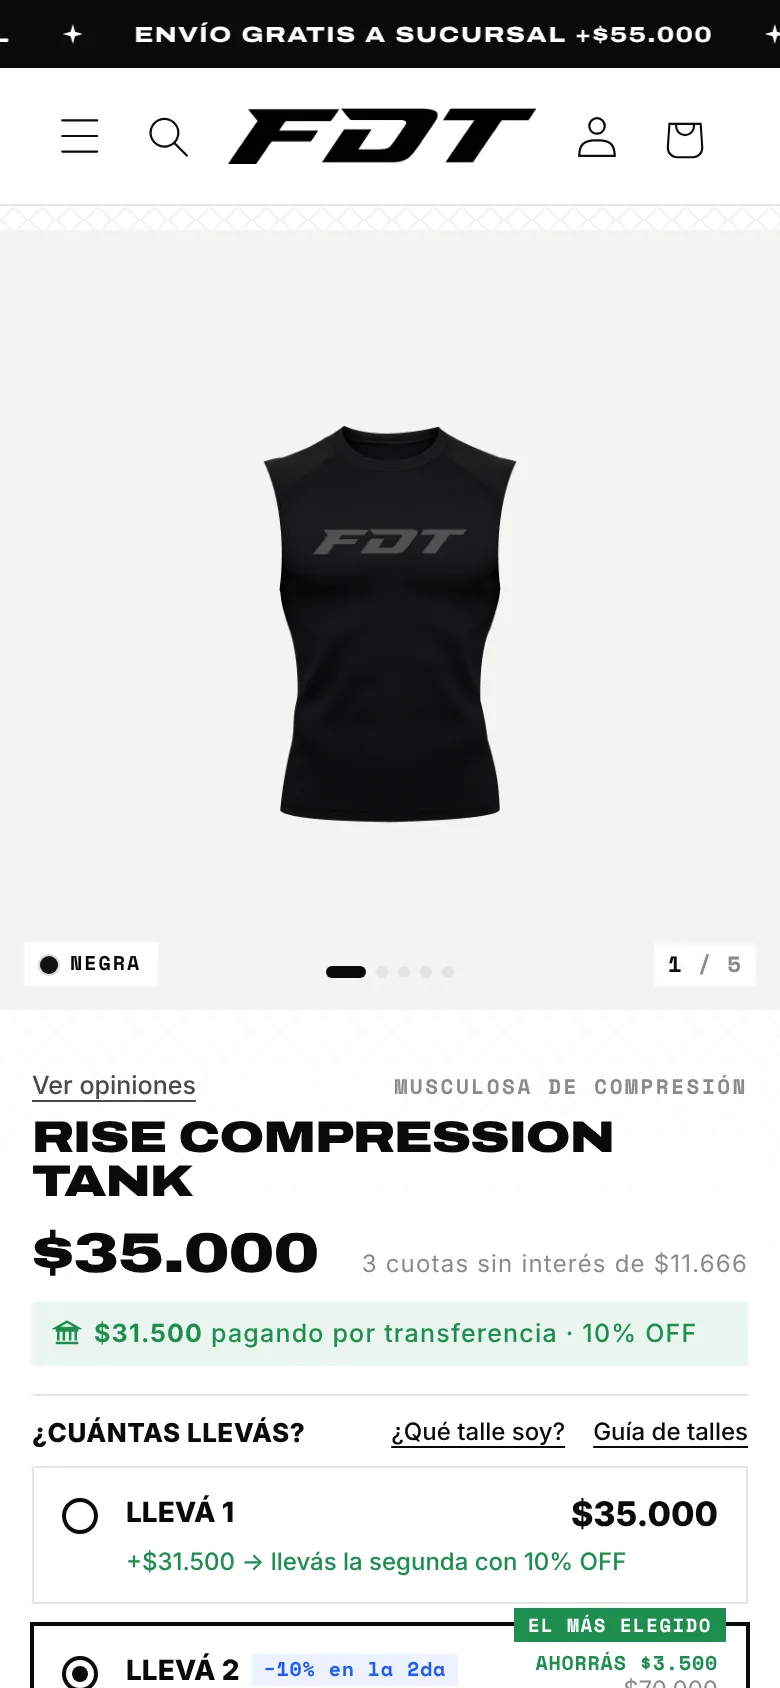 ENVÍO GRATIS A SUCURSAL +$55.000
FDT
FDT
NEGRA
1 / 5
Ver opiniones
MUSCULOSA DE COMPRESIÓN
RISE COMPRESSION
TANK
$35.000
3 cuotas sin interés de $11.666
$31.500 pagando por transferencia · 10% OFF
¿CUÁNTAS LLEVÁS?
¿Qué talle soy?
Guía de talles
LLEVÁ 1
$35.000
+$31.500 → llevás la segunda con 10% OFF
EL MÁS ELEGIDO
LLEVÁ 2
-10% en la 2da
AHORRÁS $3.500
$70.000